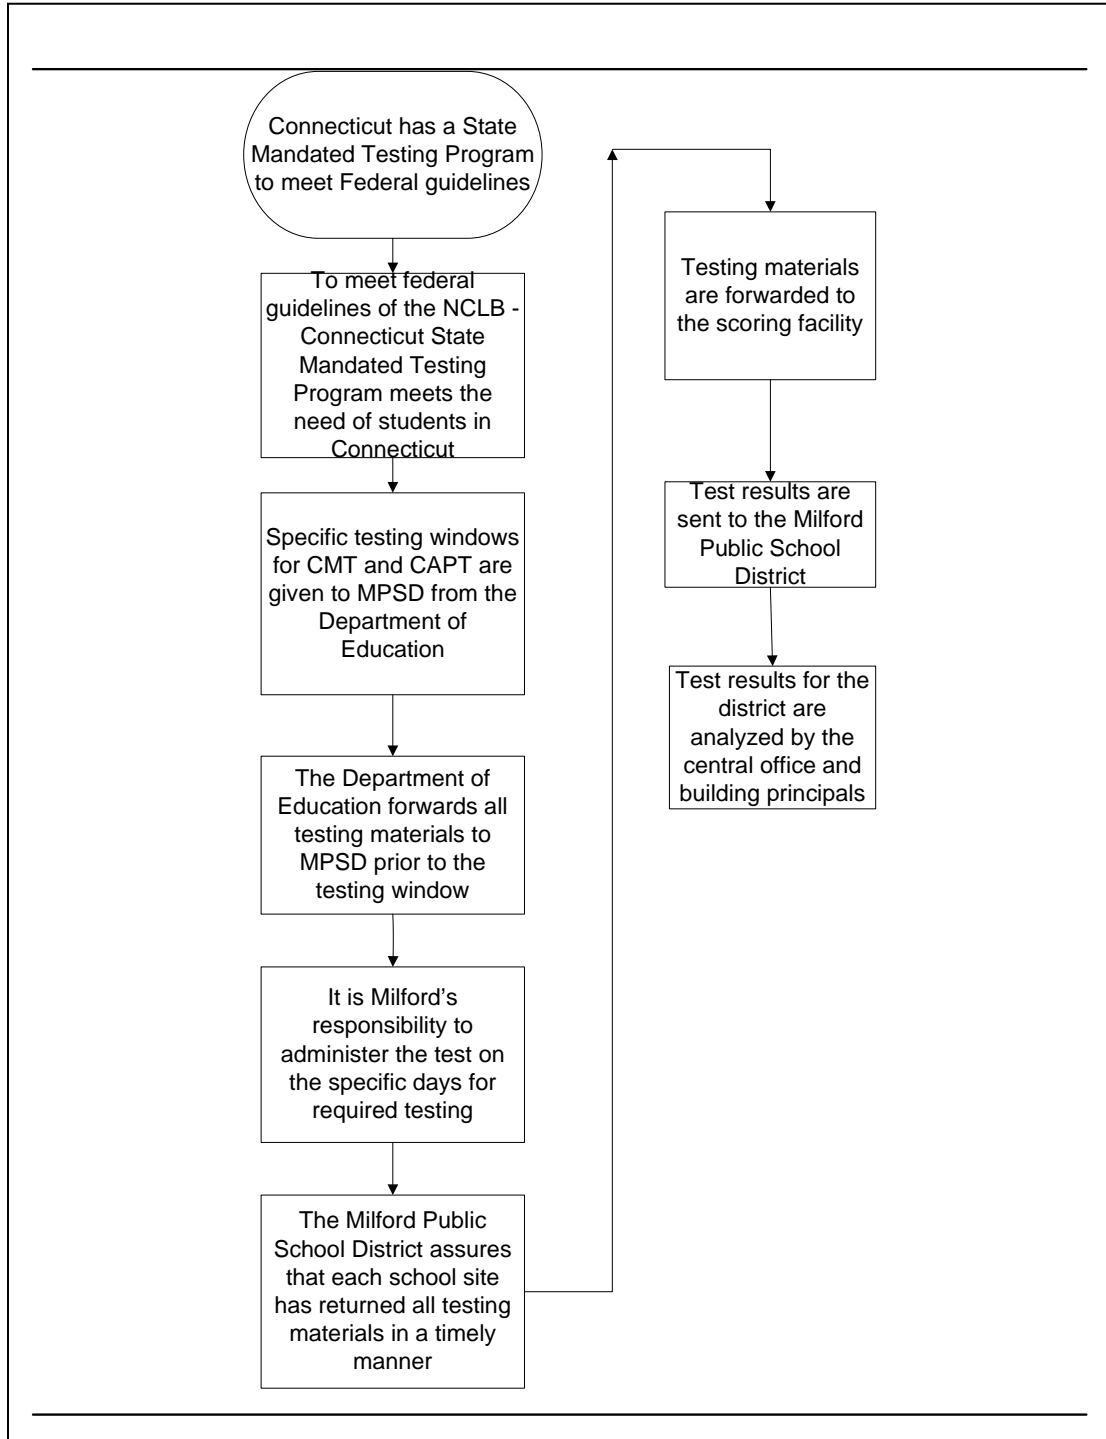 Connecticut has a State
Mandated Testing Program
to meet Federal guidelines
To meet federal
guidelines of the NCLB -
Connecticut State
Mandated Testing
Program meets the
need of students in
Connecticut
Specific testing windows
for CMT and CAPT are
given to MPSD from the
Department of
Education
The Department of
Education forwards all
testing materials to
MPSD prior to the
testing window
It is Milford’s
responsibility to
administer the test on
the specific days for
required testing
The Milford Public
School District assures
that each school site
has returned all testing
materials in a timely
manner
Testing materials
are forwarded to
the scoring facility
Test results are
sent to the Milford
Public School
District
Test results for the
district are
analyzed by the
central office and
building principals